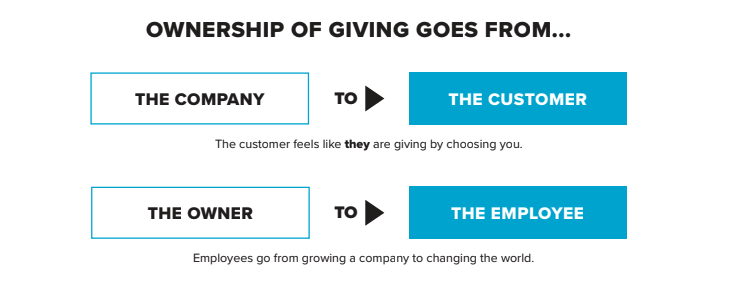 OWNERSHIP OF GIVING GOES FROM...
THE COMPANY TO THE CUSTOMER
The customer feels like they are giving by choosing you.
THE OWNER TO THE EMPLOYEE
Employees go from growing a company to changing the world.